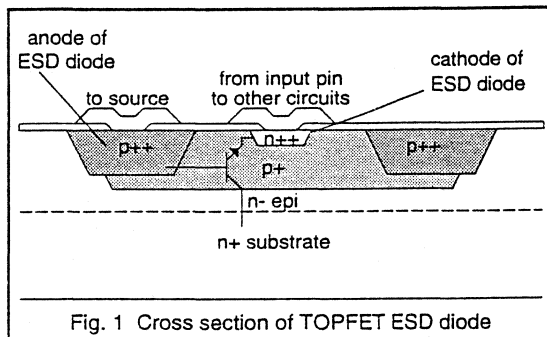 anode of
ESD diode
to source
from input pin
to other circuits
cathode of
ESD diode
p++
n++
p++
p+
n- epi
n+ substrate
Fig. 1 Cross section of TOPFET ESD diode